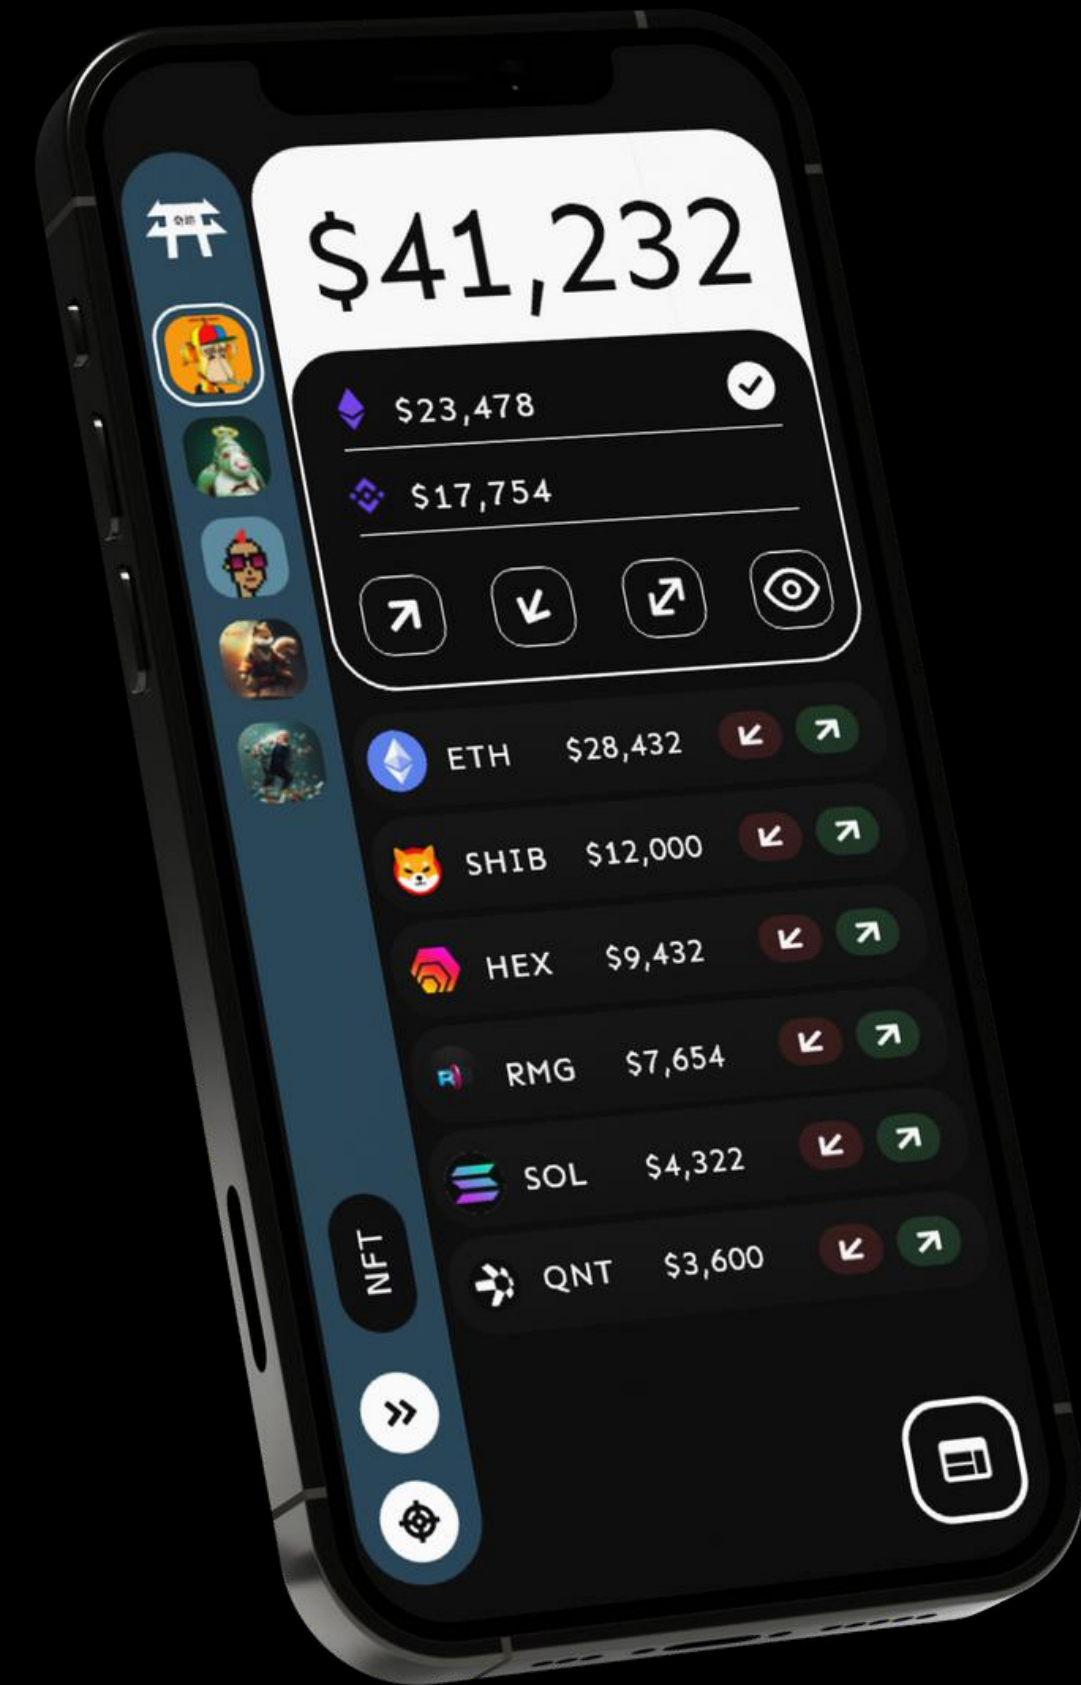 $41,232
$23,478
$17,754
ETH $28,432
SHIB $12,000
HEX $9,432
RMG $7,654
SOL $4,322
QNT $3,600
NFT